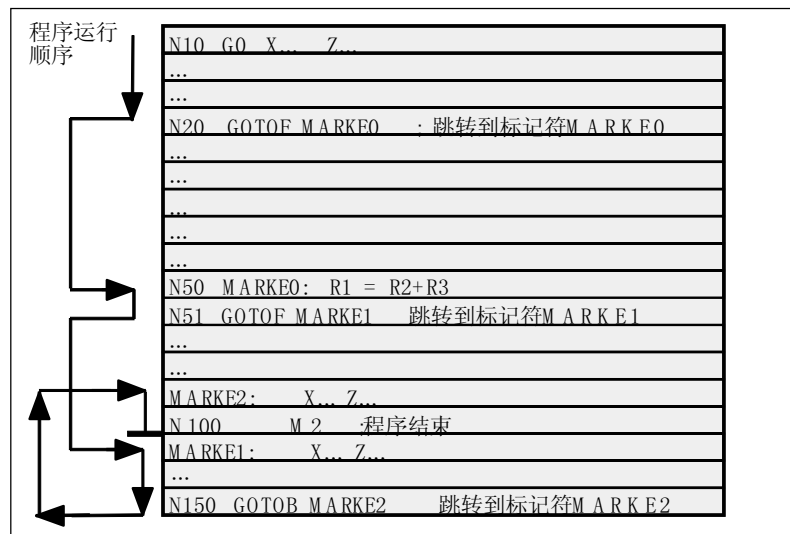 程序运行
顺序
N10 G0 X... Z...
...
...
N20 GOTOF MARKE0 ; 跳转到标记符MARKE0
...
...
...
...
...
N50 MARKE0: R1 = R2+R3
N51 GOTOF MARKE1 跳转到标记符MARKE1
...
...
MARKE2: X... Z...
N100 M2 ;程序结束
MARKE1: X... Z...
...
N150 GOTOB MARKE2 跳转到标记符MARKE2